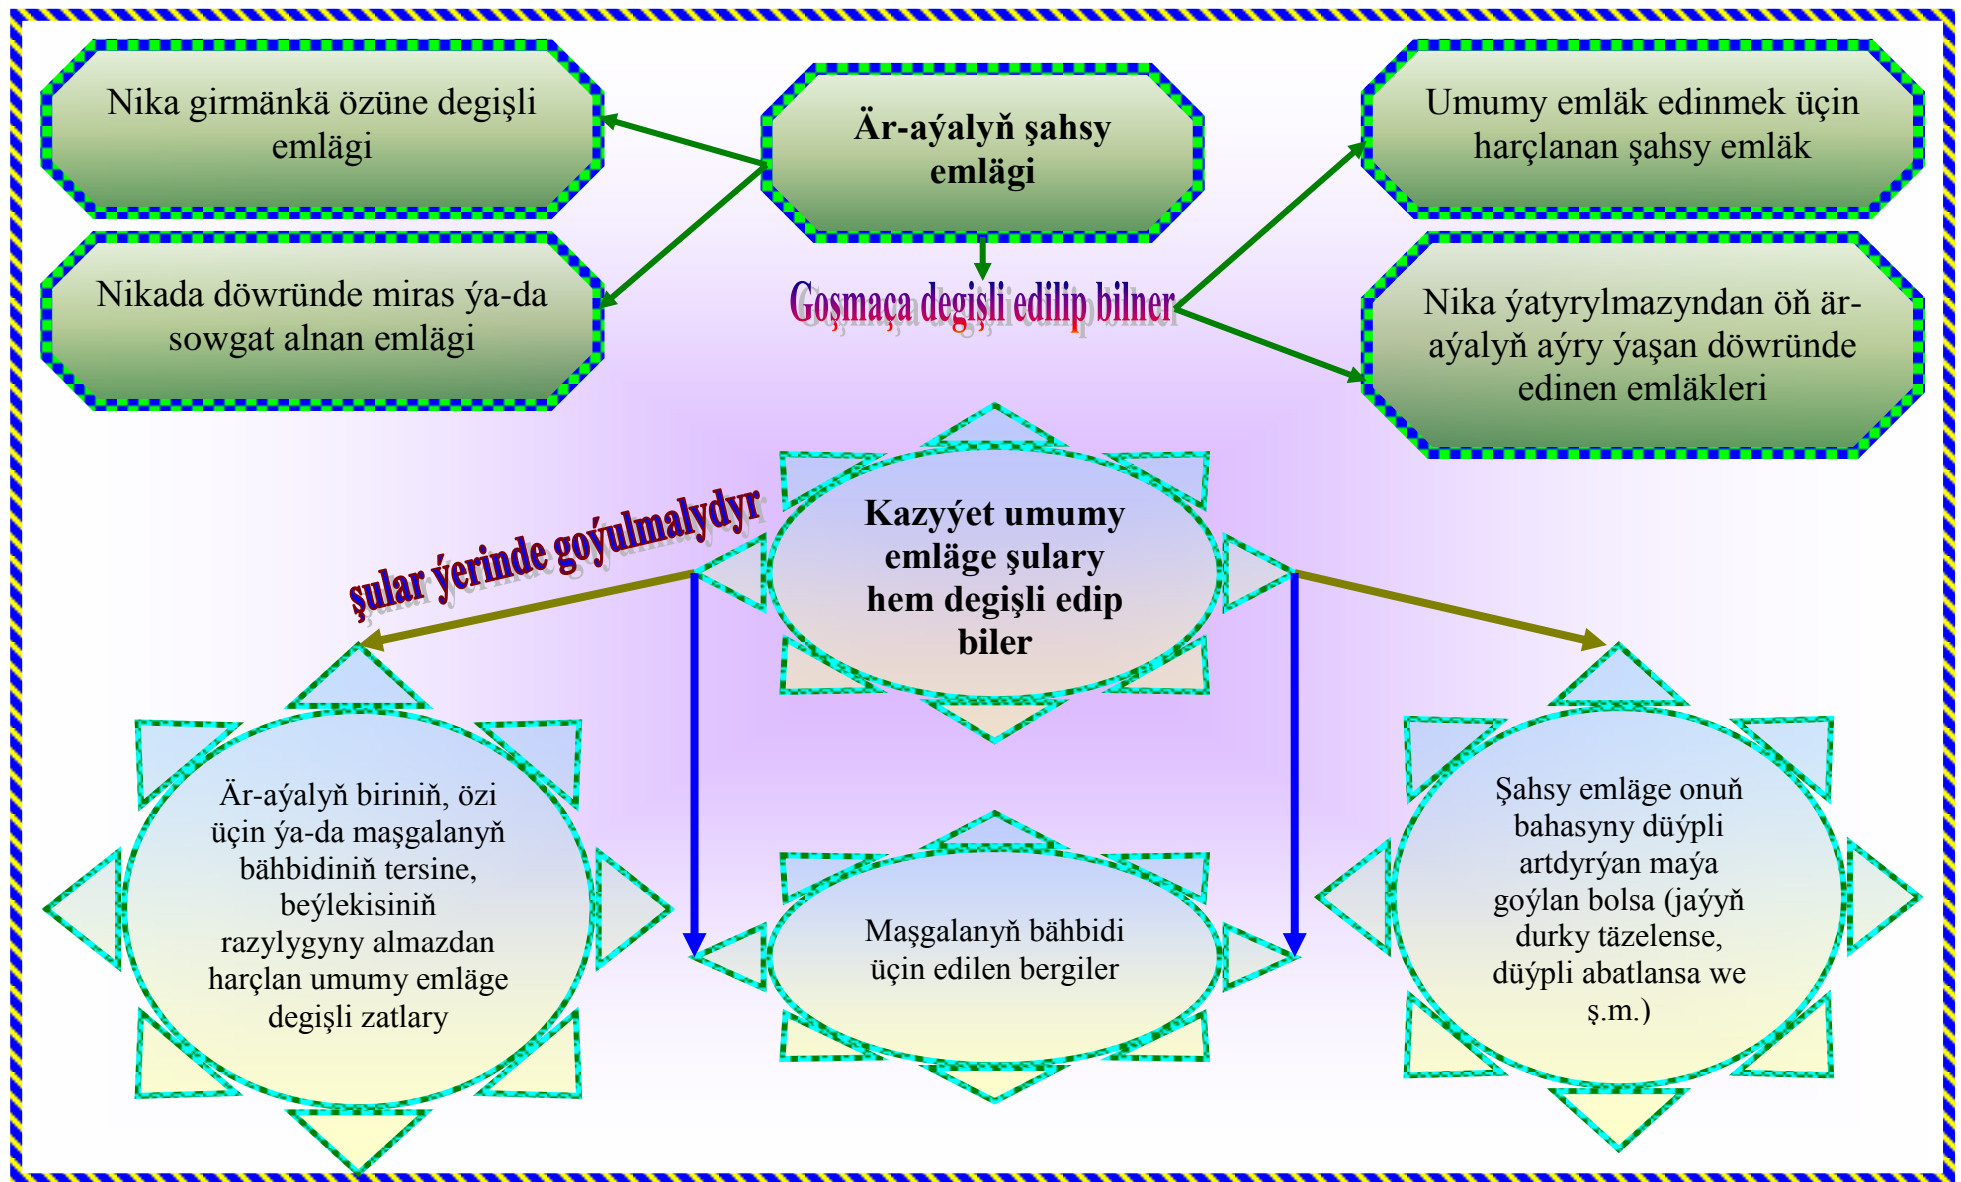 Nika girmänkä özüne degişli
emlägi
Är-aýalyň şahsy
emlägi
Umumy emläk edinmek üçin
harçlanan şahsy emläk
Nikada döwründe miras ýa-da
sowgat alnan emlägi
Goşmaça degişli edilip bilner
Nika ýatyrylmazyndan öň är-
aýalyň aýry ýaşan döwründe
edinen emläkleri
Kazyýet umumy
emläge şulary
hem degişli edip
biler
şular ýerinde goýulmalydyr
Är-aýalyň biriniň, özi
üçin ýa-da maşgalanyň
bähbidiniň tersine,
beýlekisiniň
razylygyny almazdan
harçlan umumy emläge
degişli zatlary
Maşgalanyň bähbidi
üçin edilen bergiler
Şahsy emläge onuň
bahasyny düýpli
artdyrýan maýa
goýlan bolsa (jaýyň
durky täzelense,
düýpli abatlansa we
ş.m.)